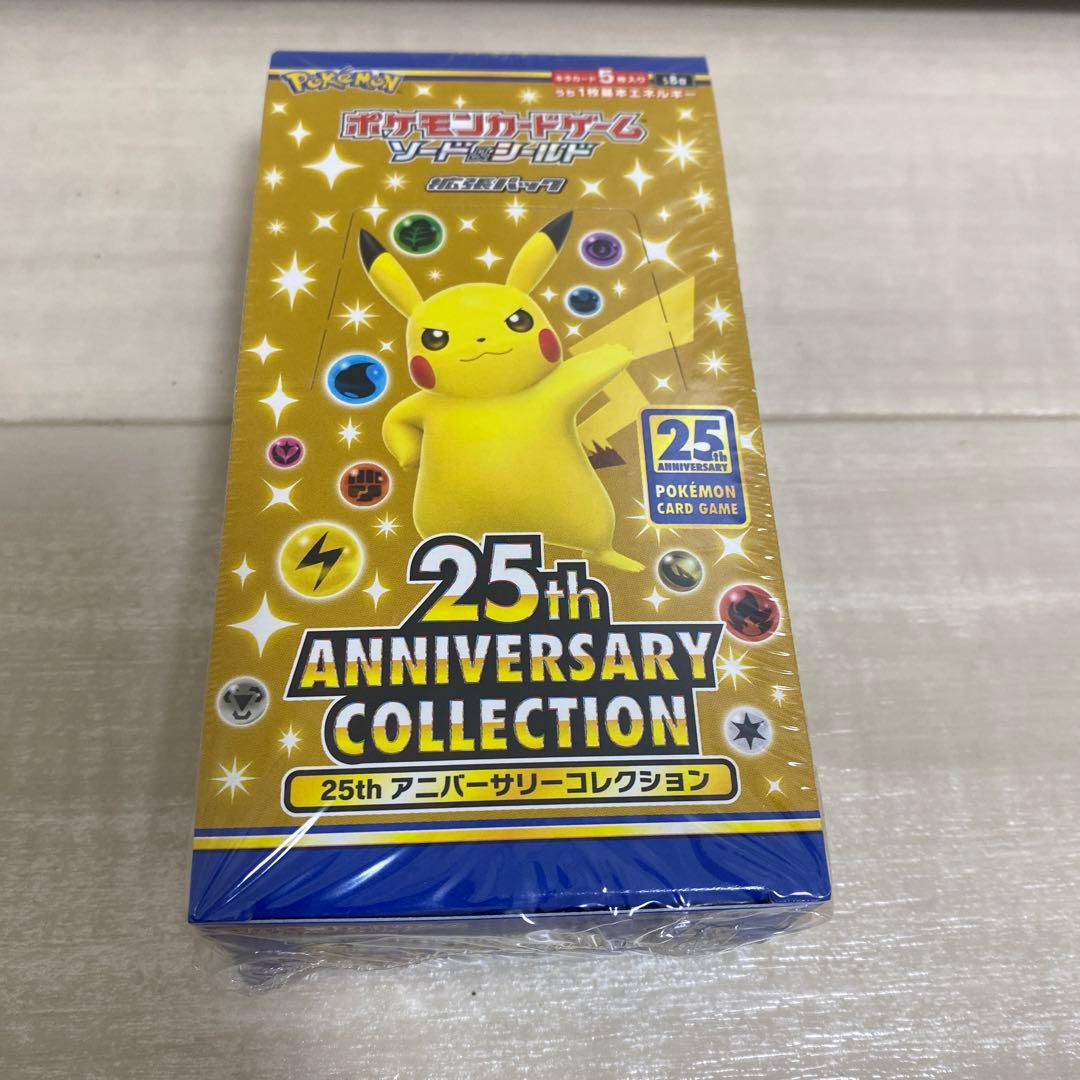 POKÉMON
キラカード5枚入り
s8a
うち1枚基本エネルギー
ポケモンカードゲーム
ソード&シールド
拡張パック
25th
ANNIVERSARY
POKÉMON
CARD GAME
25th
ANNIVERSARY
COLLECTION
25th アニバーサリーコレクション